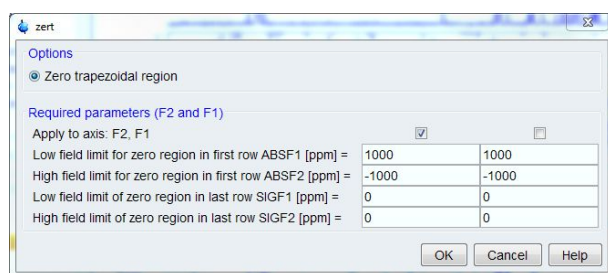 zert
Options
Zero trapezoidal region
Required parameters (F2 and F1)
Apply to axis: F2, F1
Low field limit for zero region in first row ABSF1 [ppm] = 1000 1000
High field limit for zero region in first row ABSF2 [ppm] = -1000 -1000
Low field limit of zero region in last row SIGF1 [ppm] = 0 0
High field limit of zero region in last row SIGF2 [ppm] = 0 0
OK Cancel Help